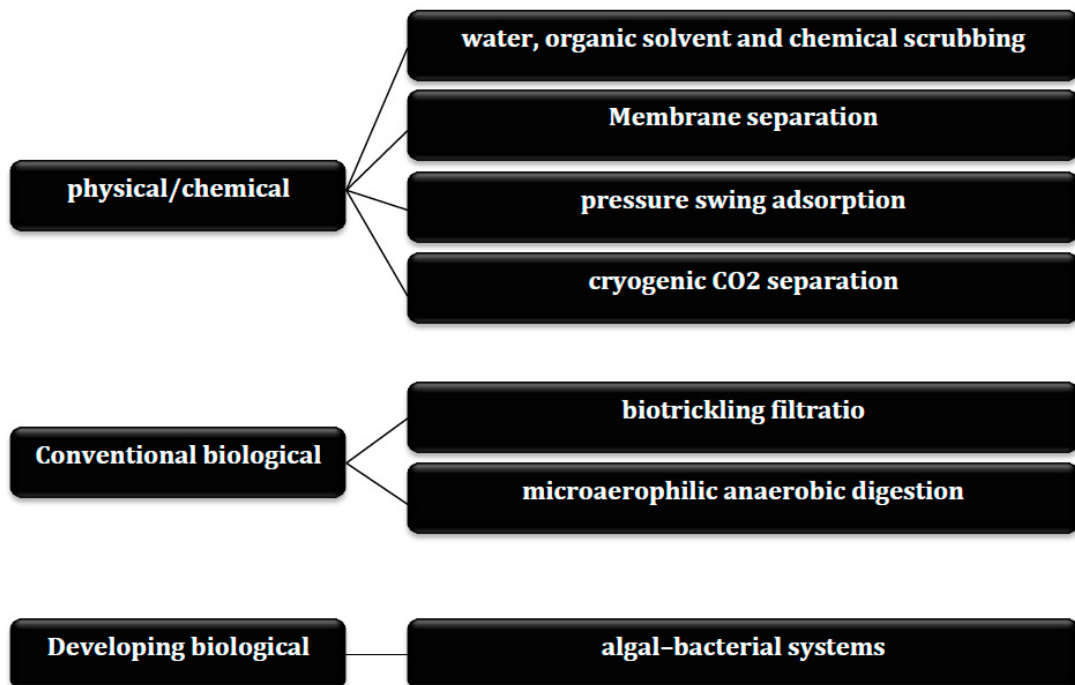 physical/chemical
water, organic solvent and chemical scrubbing
Membrane separation
pressure swing adsorption
cryogenic CO2 separation
Conventional biological
biotrickling filtratio
microaerophilic anaerobic digestion
Developing biological
algal–bacterial systems